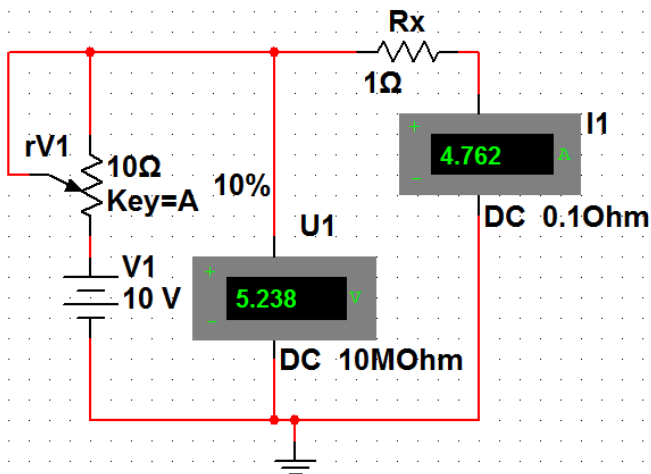 Rx
1Ω
I1
+
4.762 A
−
DC 0.1Ohm
rV1
10Ω
Key=A
10%
U1
V1
10 V
+
5.238 V
−
DC 10MOhm